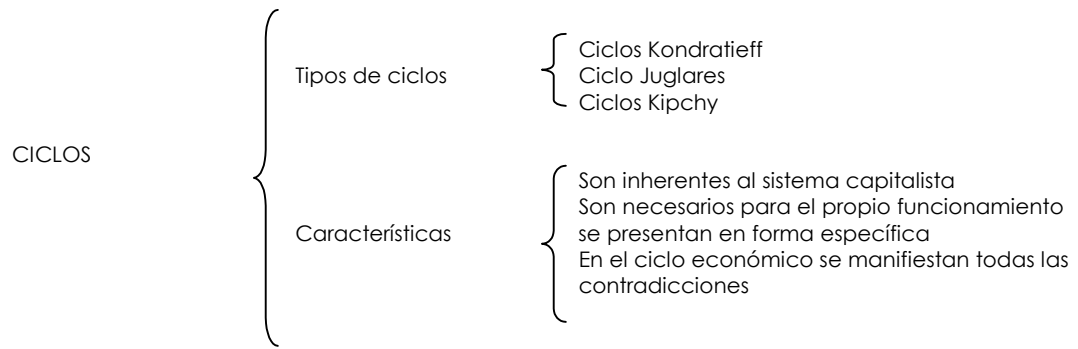 Ciclos Kondratieff
Tipos de ciclos
Ciclo Juglares
Ciclos Kipchy
CICLOS
Son inherentes al sistema capitalista
Son necesarios para el propio funcionamiento
Características
se presentan en forma específica
En el ciclo económico se manifiestan todas las
contradicciones